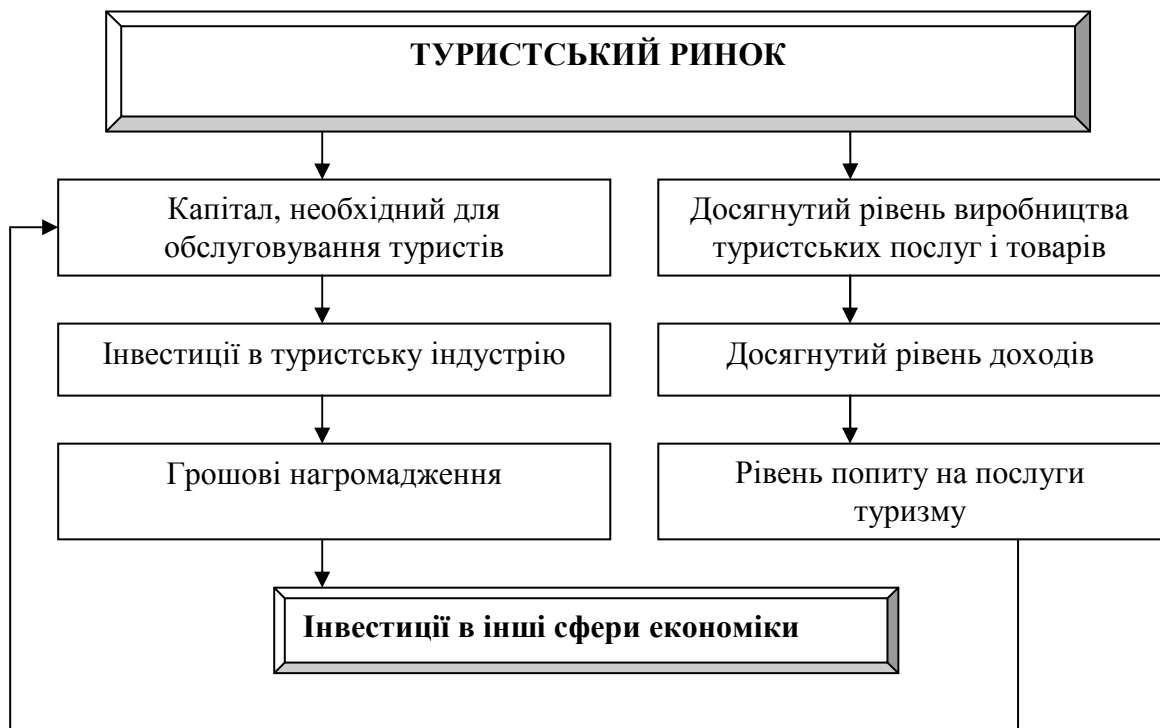 ТУРИСТСЬКИЙ РИНОК
Капітал, необхідний для
обслуговування туристів
Досягнутий рівень виробництва
туристських послуг і товарів
Інвестиції в туристську індустрію
Досягнутий рівень доходів
Грошові нагромадження
Рівень попиту на послуги
туризму
Інвестиції в інші сфери економіки